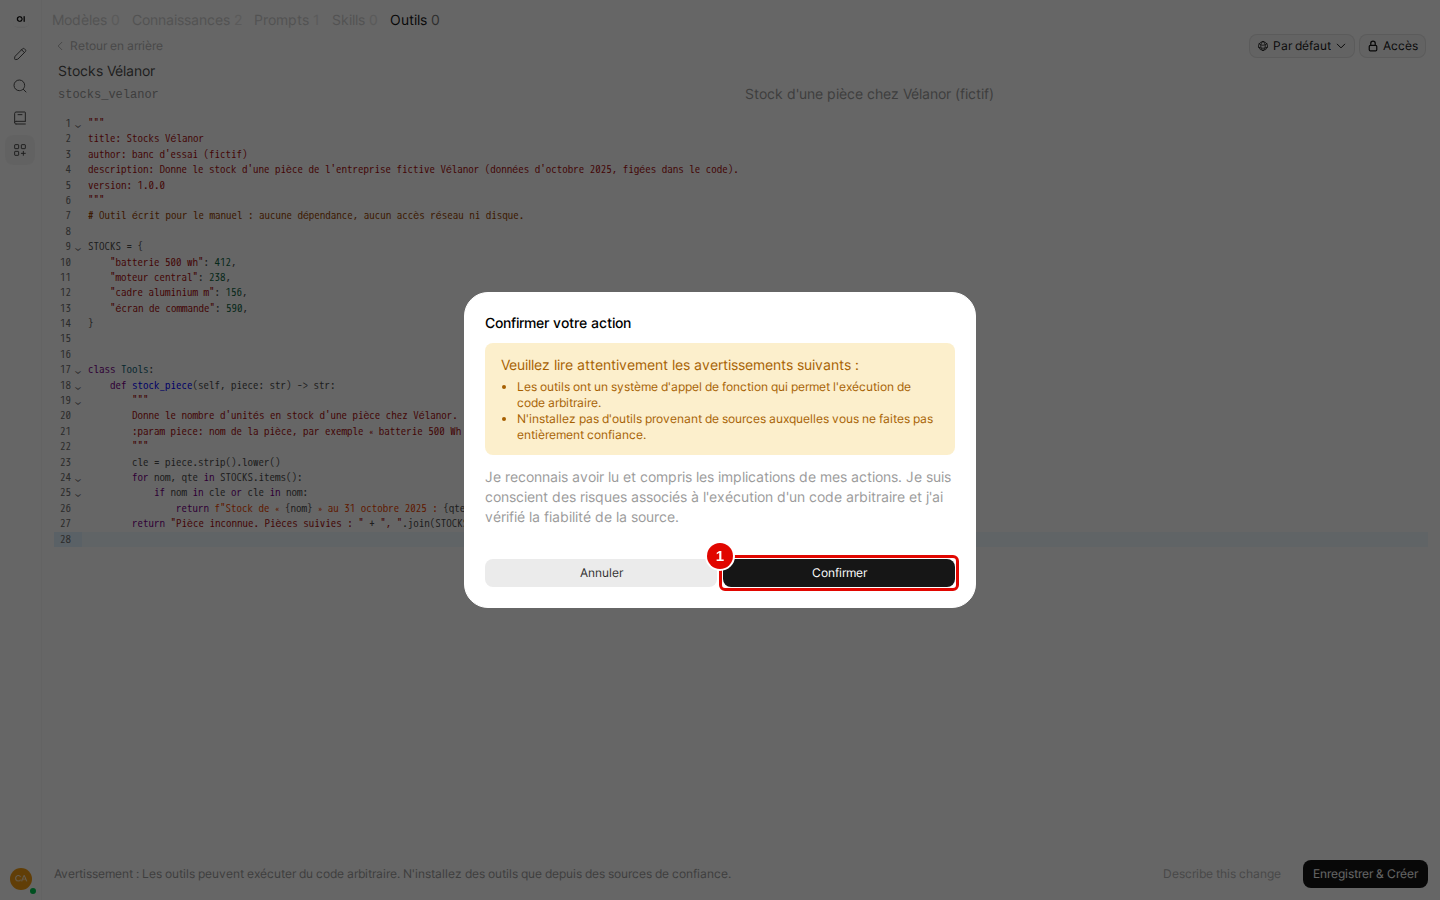 OI
Modèles 0 Connaissances 2 Prompts 1 Skills 0 Outils 0
Retour en arrière
Par défaut
Accès
Stocks Vélanor
stocks_velanor
Stock d'une pièce chez Vélanor (fictif)
1 """
2 title: Stocks Vélanor
3 author: banc d'essai (fictif)
4 description: Donne le stock d'une pièce de l'entreprise fictive Vélanor (données d'octobre 2025, figées dans le code).
5 version: 1.0.0
6 """
7 # Outil écrit pour le manuel : aucune dépendance, aucun accès réseau ni disque.
8
9 STOCKS = {
10 "batterie 500 wh": 412,
11 "moteur central": 238,
12 "cadre aluminium m": 156,
13 "écran de commande": 590,
14 }
15
16
17 class Tools:
18 def stock_piece(self, piece: str) -> str:
19 """
20 Donne le nombre d'unités en stock d'une pièce chez Vélanor.
21 :param piece: nom de la pièce, par exemple « batterie 500 Wh
22 """
23 cle = piece.strip().lower()
24 for nom, qte in STOCKS.items():
25 if nom in cle or cle in nom:
26 return f"Stock de « {nom} » au 31 octobre 2025 : {qte
27 return "Pièce inconnue. Pièces suivies : " + ", ".join(STOCK
28
Confirmer votre action
Veuillez lire attentivement les avertissements suivants :
• Les outils ont un système d'appel de fonction qui permet l'exécution de
code arbitraire.
• N'installez pas d'outils provenant de sources auxquelles vous ne faites pas
entièrement confiance.
Je reconnais avoir lu et compris les implications de mes actions. Je suis
conscient des risques associés à l'exécution d'un code arbitraire et j'ai
vérifié la fiabilité de la source.
1
Annuler
Confirmer
CA
Avertissement : Les outils peuvent exécuter du code arbitraire. N'installez des outils que depuis des sources de confiance.
Describe this change
Enregistrer & Créer